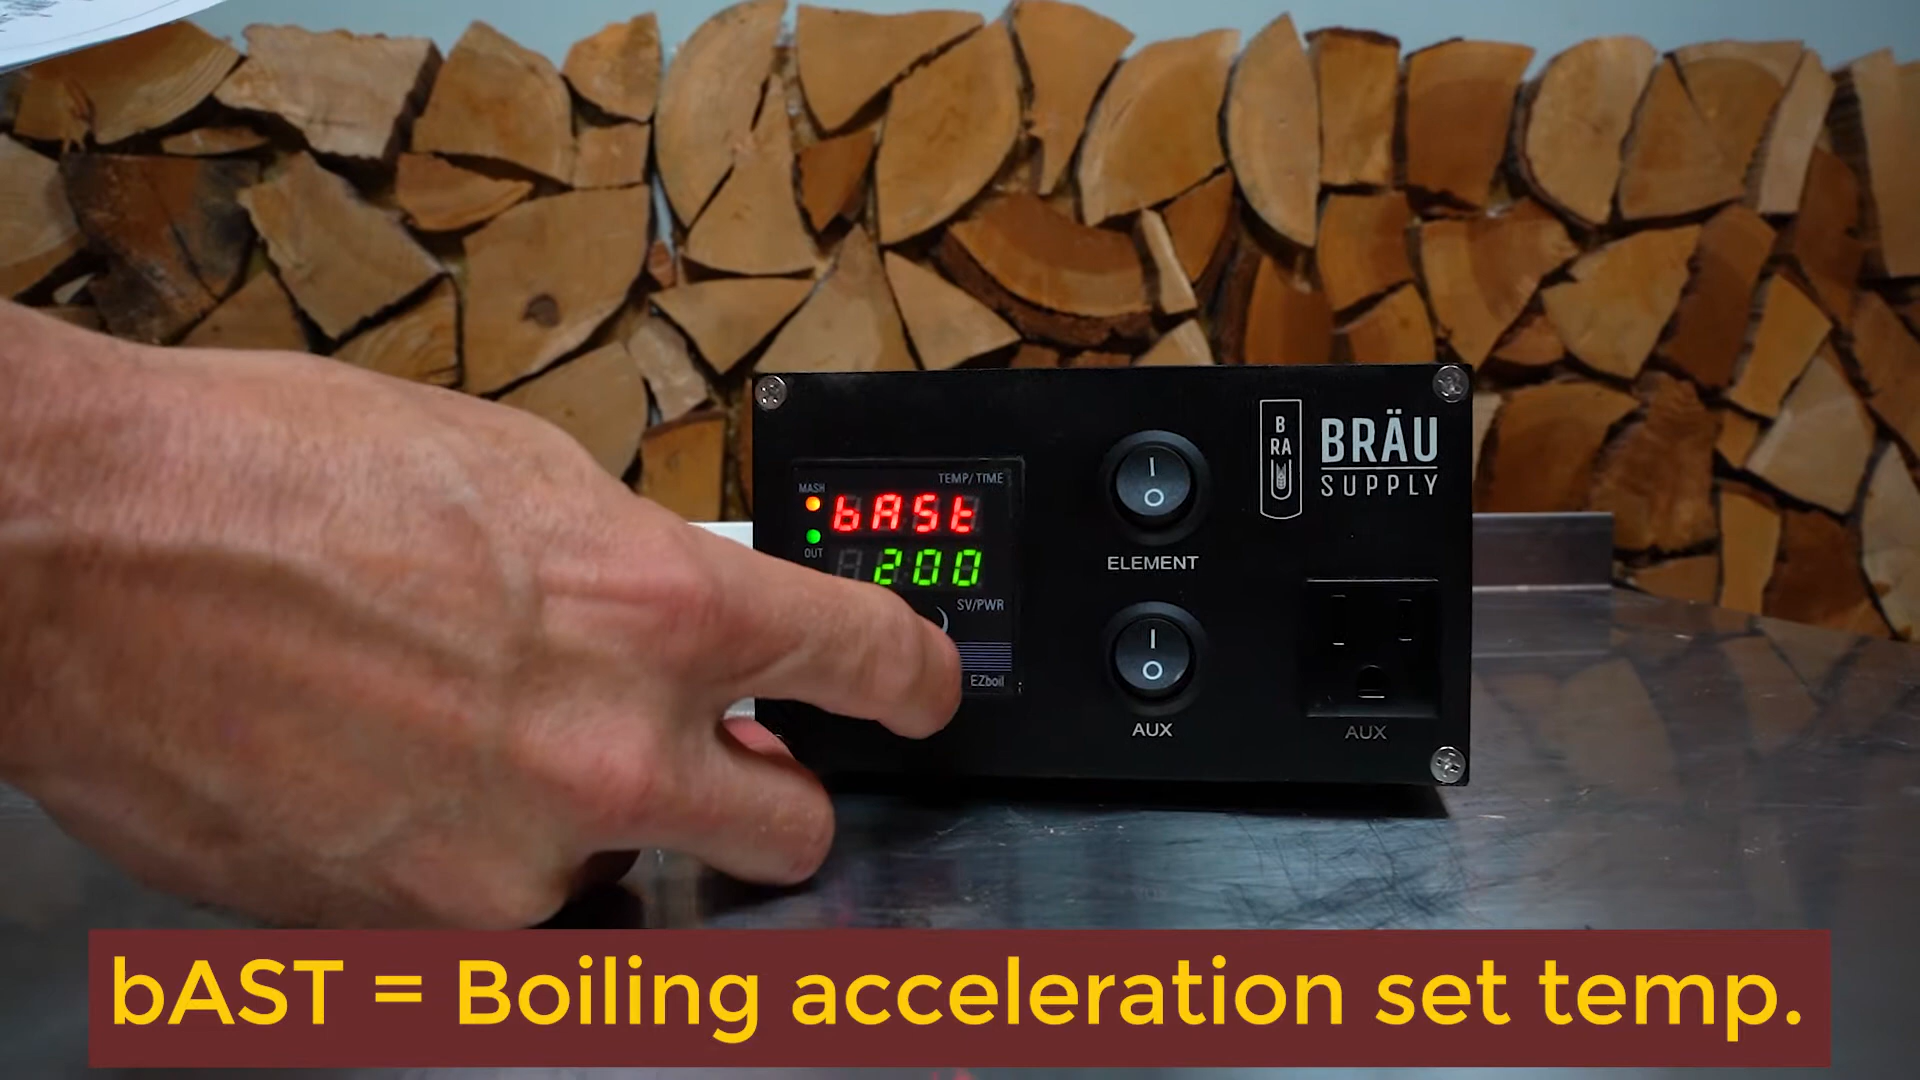 TEMP/TIME
MASH
bASt
200
OUT
SV/PWR
EZboil
I
O
ELEMENT
I
O
AUX
B
RA
BRÄU
SUPPLY
AUX
bAST = Boiling acceleration set temp.